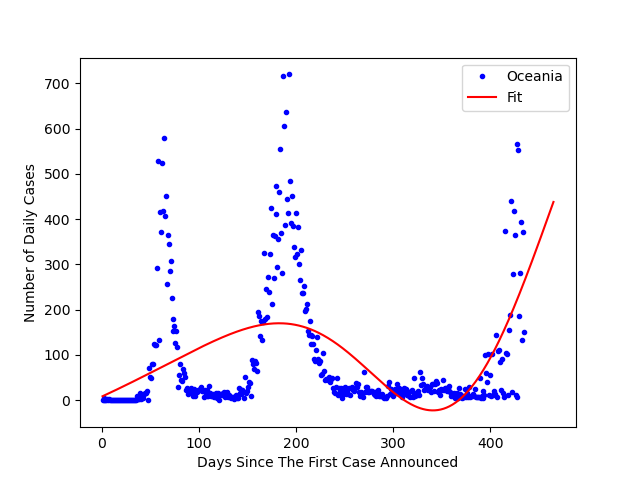 Oceania
Fit
700
600
500
400
300
200
100
0
Number of Daily Cases
0 100 200 300 400
Days Since The First Case Announced